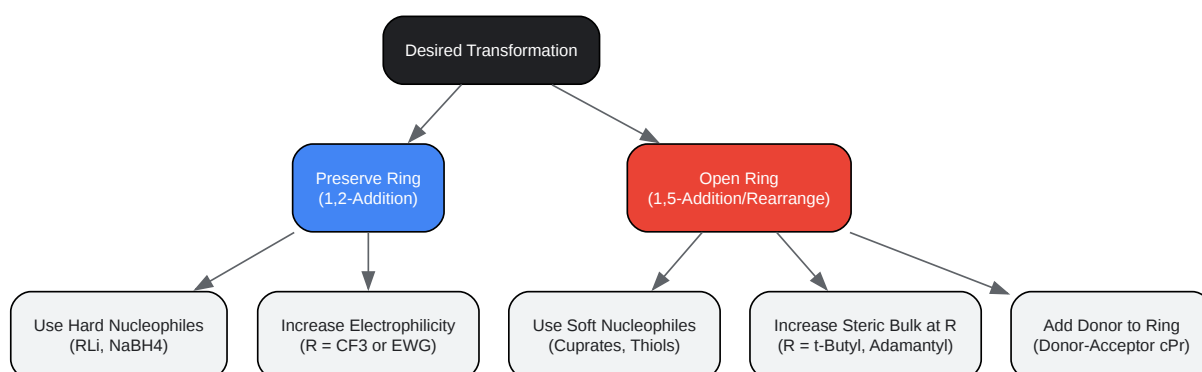 Desired Transformation
Preserve Ring
(1,2-Addition)
Open Ring
(1,5-Addition/Rearrange)
Use Hard Nucleophiles
(RLi, NaBH4)
Increase Electrophilicity
(R = CF3 or EWG)
Use Soft Nucleophiles
(Cuprates, Thiols)
Increase Steric Bulk at R
(R = t-Butyl, Adamantyl)
Add Donor to Ring
(Donor-Acceptor cPr)